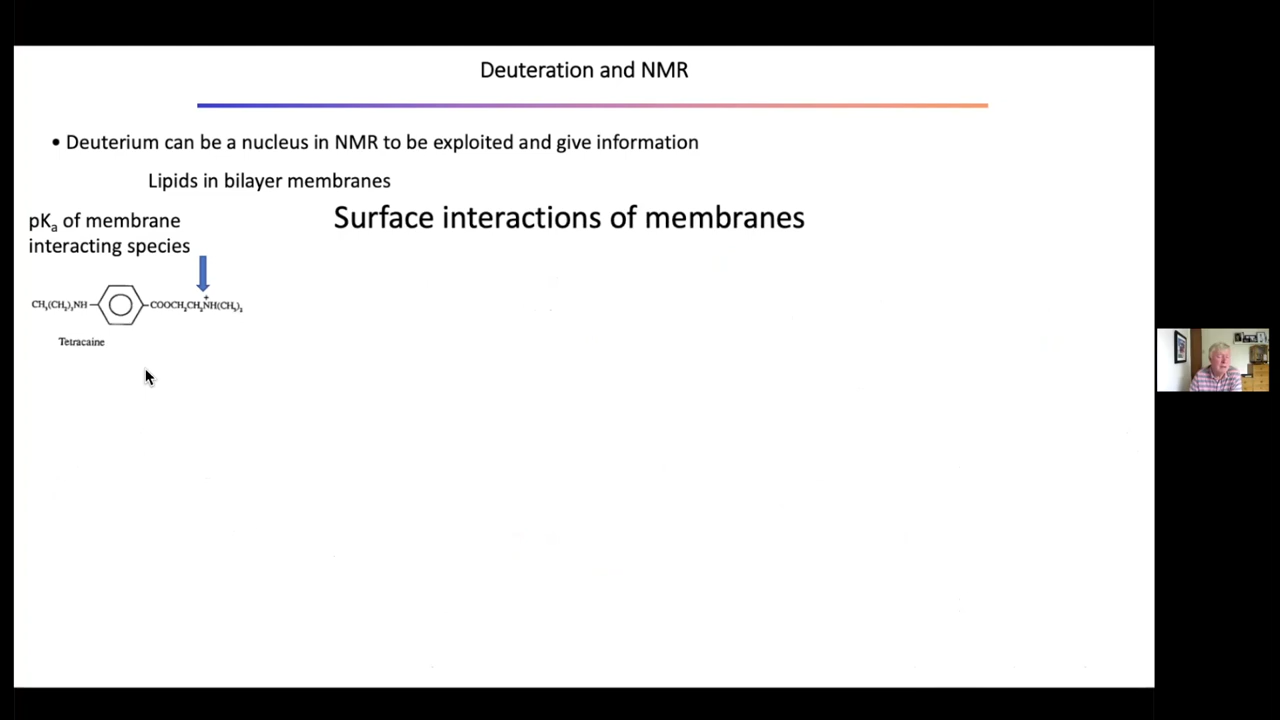 Deuteration and NMR
• Deuterium can be a nucleus in NMR to be exploited and give information
Lipids in bilayer membranes
Surface interactions of membranes
pKₐ of membrane
interacting species
CH₃(CH₂)₃NH COOCH₂CH₂N⁺H(CH₃)₂
Tetracaine